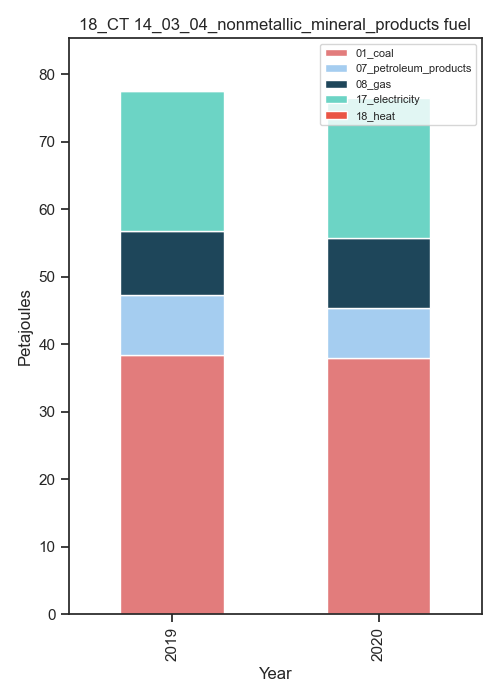 18_CT 14_03_04_nonmetallic_mineral_products fuel
01_coal
07_petroleum_products
08_gas
17_electricity
18_heat
80
70
60
50
40
30
20
10
0
Petajoules
2019
2020
Year